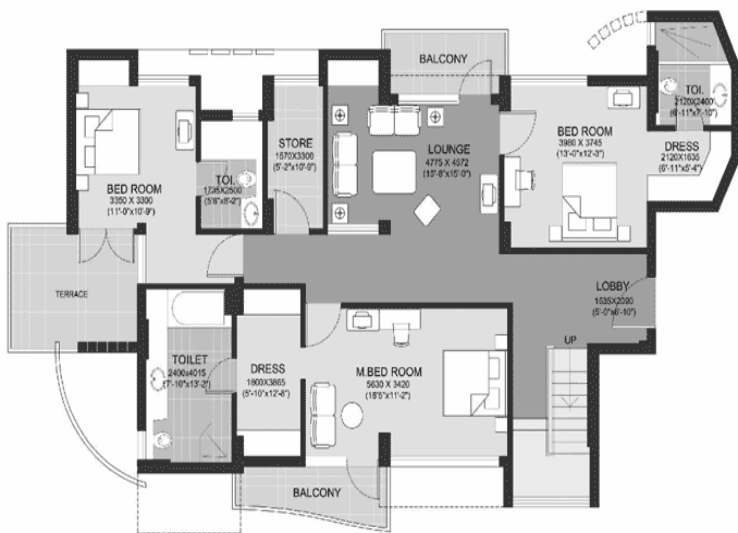 BALCONY
TOI.
2120X2400
(6'-11"x7'-10")
STORE
1570X3300
(5'-2"x10'-9")
LOUNGE
4775 X 4572
(15'-8"x15'-0")
BED ROOM
3960 X 3745
(13'-0"x12'-3")
DRESS
2120X1635
(6'-11"x5'-4")
TOI.
1735X2500
(5'8"x8'-2")
BED ROOM
3350 X 3300
(11'-0"x10'-9")
TERRACE
LOBBY
1535X2090
(5'-0"x6'-10")
UP
TOILET
2400x4015
(7'-10"x13'-2")
DRESS
1800X3865
(5'-10"x12'-8")
M.BED ROOM
5630 X 3420
(18'5"x11'-2")
BALCONY